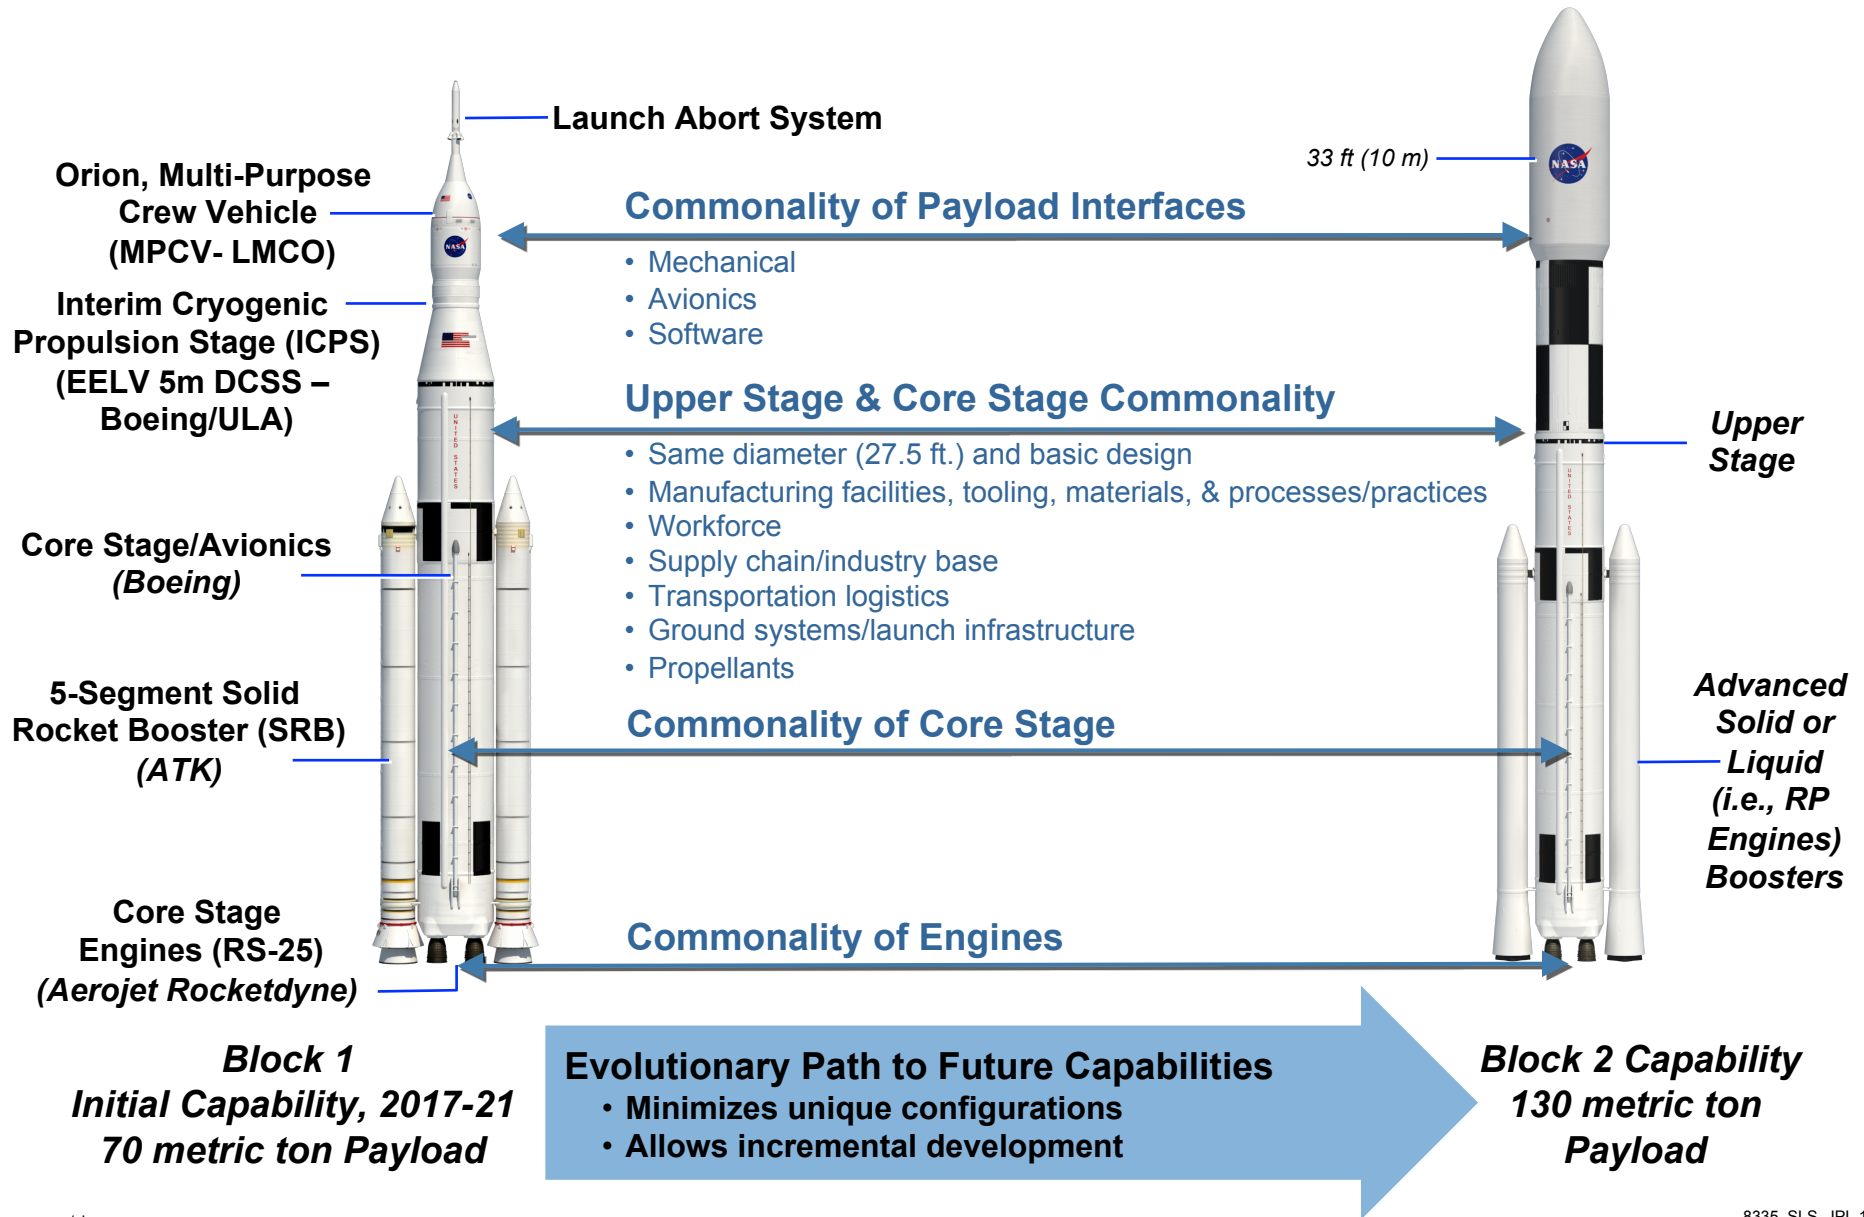 Launch Abort System
Orion, Multi-Purpose
Crew Vehicle
(MPCV- LMCO)
Interim Cryogenic
Propulsion Stage (ICPS)
(EELV 5m DCSS –
Boeing/ULA)
Core Stage/Avionics
(Boeing)
5-Segment Solid
Rocket Booster (SRB)
(ATK)
Core Stage
Engines (RS-25)
(Aerojet Rocketdyne)
Block 1
Initial Capability, 2017-21
70 metric ton Payload
NASA
UNITED STATES
Commonality of Payload Interfaces
• Mechanical
• Avionics
• Software
Upper Stage & Core Stage Commonality
• Same diameter (27.5 ft.) and basic design
• Manufacturing facilities, tooling, materials, & processes/practices
• Workforce
• Supply chain/industry base
• Transportation logistics
• Ground systems/launch infrastructure
• Propellants
Commonality of Core Stage
Commonality of Engines
Evolutionary Path to Future Capabilities
• Minimizes unique configurations
• Allows incremental development
33 ft (10 m)
NASA
UNITED STATES
Upper
Stage
Advanced
Solid or
Liquid
(i.e., RP
Engines)
Boosters
Block 2 Capability
130 metric ton
Payload